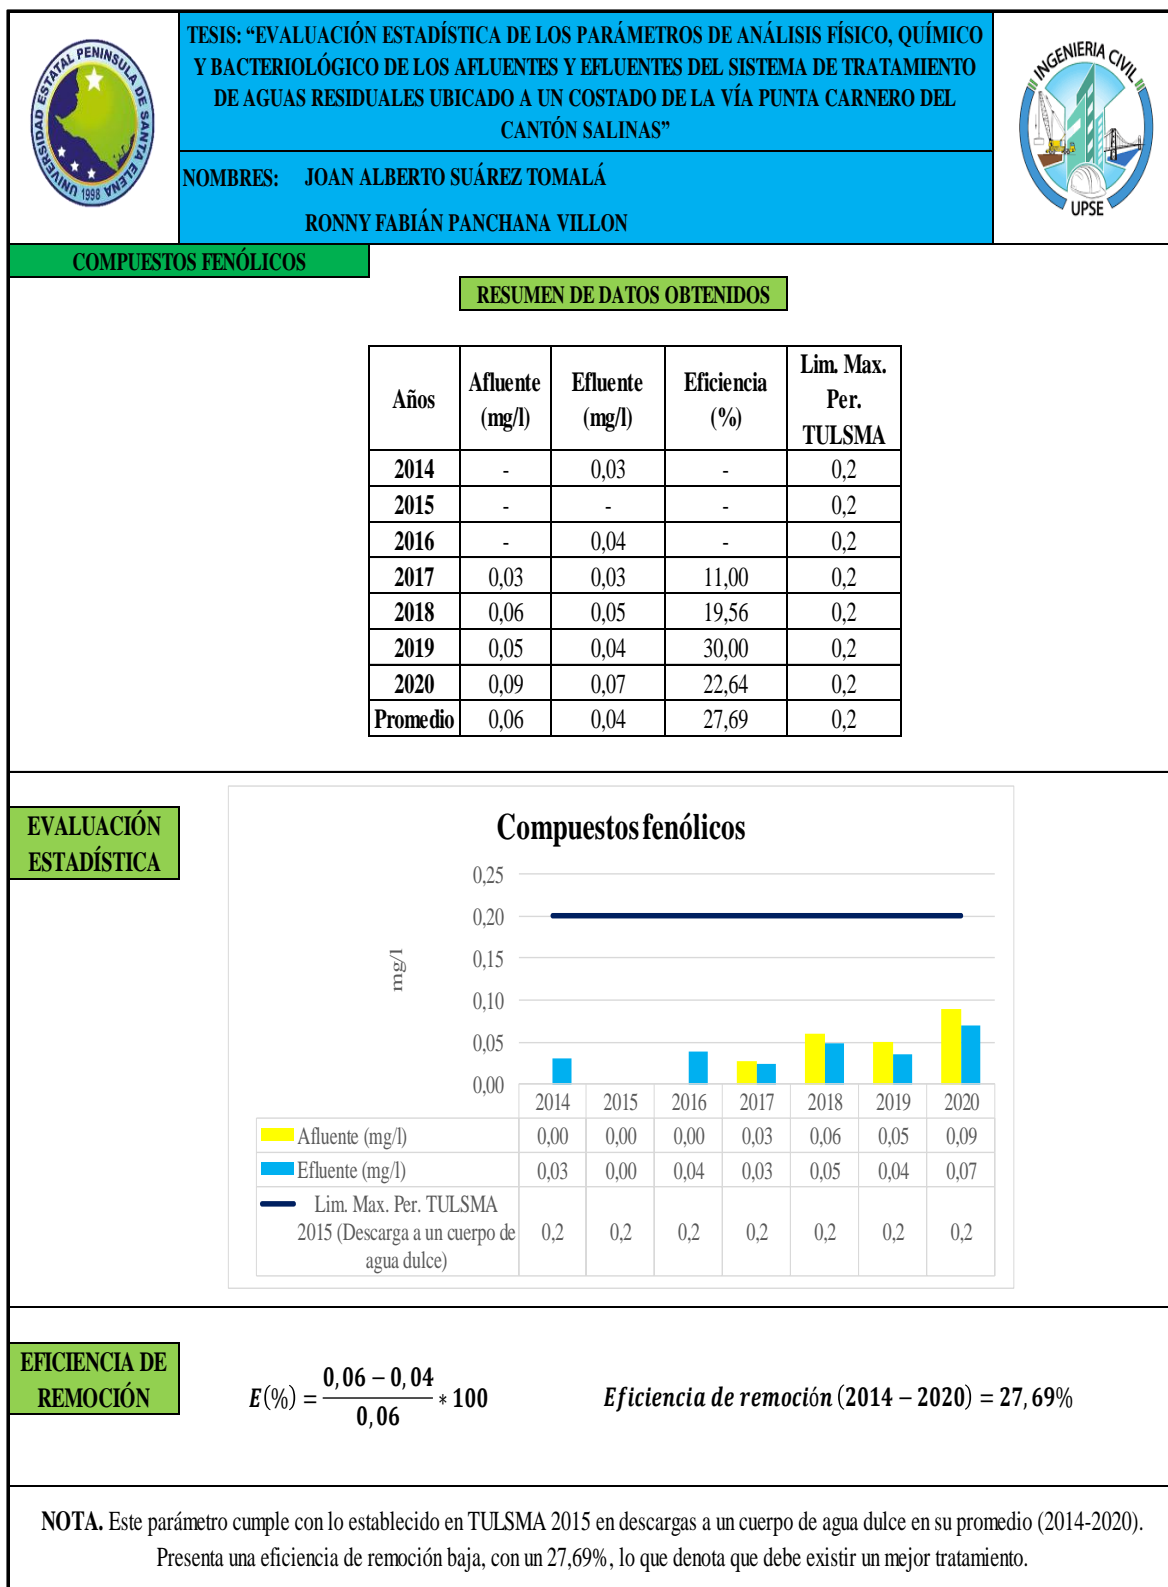 UNIVERSIDAD ESTATAL PENINSULA DE SANTA ELENA
1998
TESIS: “EVALUACIÓN ESTADÍSTICA DE LOS PARÁMETROS DE ANÁLISIS FÍSICO, QUÍMICO
Y BACTERIOLÓGICO DE LOS AFLUENTES Y EFLUENTES DEL SISTEMA DE TRATAMIENTO
DE AGUAS RESIDUALES UBICADO A UN COSTADO DE LA VÍA PUNTA CARNERO DEL
CANTÓN SALINAS”
NOMBRES: JOAN ALBERTO SUÁREZ TOMALÁ
RONNY FABIÁN PANCHANA VILLON
INGENIERIA CIVIL
UPSE
COMPUESTOS FENÓLICOS
RESUMEN DE DATOS OBTENIDOS
Años Afluente (mg/l) Efluente (mg/l) Eficiencia (%) Lim. Max. Per. TULSMA
2014 - 0,03 - 0,2
2015 - - - 0,2
2016 - 0,04 - 0,2
2017 0,03 0,03 11,00 0,2
2018 0,06 0,05 19,56 0,2
2019 0,05 0,04 30,00 0,2
2020 0,09 0,07 22,64 0,2
Promedio 0,06 0,04 27,69 0,2
EVALUACIÓN
ESTADÍSTICA
Compuestos fenólicos
mg/l
0,25
0,20
0,15
0,10
0,05
0,00
2014 2015 2016 2017 2018 2019 2020
Afluente (mg/l) 0,00 0,00 0,00 0,03 0,06 0,05 0,09
Efluente (mg/l) 0,03 0,00 0,04 0,03 0,05 0,04 0,07
Lim. Max. Per. TULSMA
2015 (Descarga a un cuerpo de 0,2 0,2 0,2 0,2 0,2 0,2 0,2
agua dulce)
EFICIENCIA DE
REMOCIÓN
E(%) = (0,06 − 0,04) / 0,06 * 100
Eficiencia de remoción (2014 − 2020) = 27,69%
NOTA. Este parámetro cumple con lo establecido en TULSMA 2015 en descargas a un cuerpo de agua dulce en su promedio (2014-2020).
Presenta una eficiencia de remoción baja, con un 27,69%, lo que denota que debe existir un mejor tratamiento.